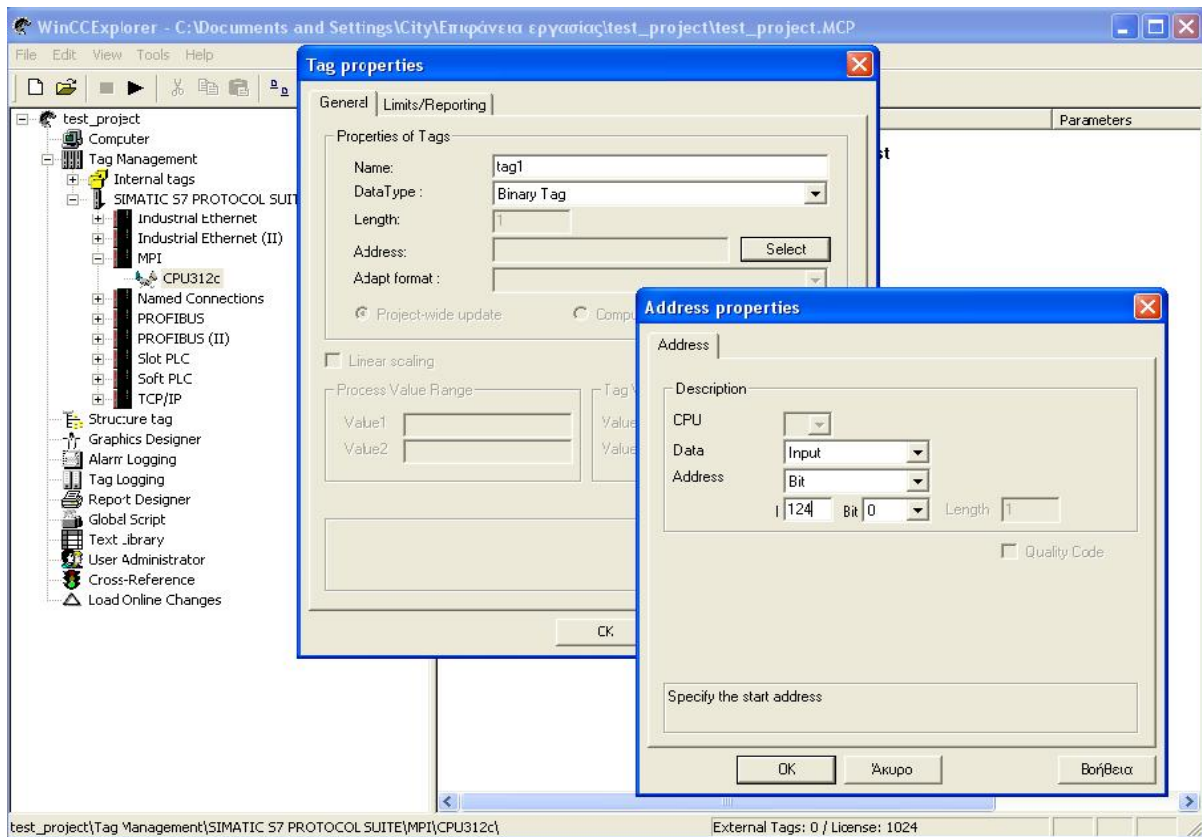 WinCCExplorer - C:\Documents and Settings\City\Επιφάνεια εργασίας\test_project\test_project.MCP
File Edit View Tools Help
test_project
Computer
Tag Management
Internal tags
SIMATIC S7 PROTOCOL SUIT
Industrial Ethernet
Industrial Ethernet (II)
MPI
CPU312c
Named Connections
PROFIBUS
PROFIBUS (II)
Slot PLC
Soft PLC
TCP/IP
Structure tag
Graphics Designer
Alarm Logging
Tag Logging
Report Designer
Global Script
Text Library
User Administrator
Cross-Reference
Load Online Changes
Parameters
st
Tag properties
General Limits/Reporting
Properties of Tags
Name: tag1
DataType : Binary Tag
Length: 1
Address: Select
Adapt format :
Project-wide update Compu
Linear scaling
Process Value Range Tag V
Value1 Value
Value2 Value
OK
Address properties
Address
Description
CPU
Data Input
Address Bit
I 124 Bit 0 Length 1
Quality Code
Specify the start address
OK Άκυρο Βοήθεια
test_project\Tag Management\SIMATIC S7 PROTOCOL SUITE\MPI\CPU312c\ External Tags: 0 / License: 1024